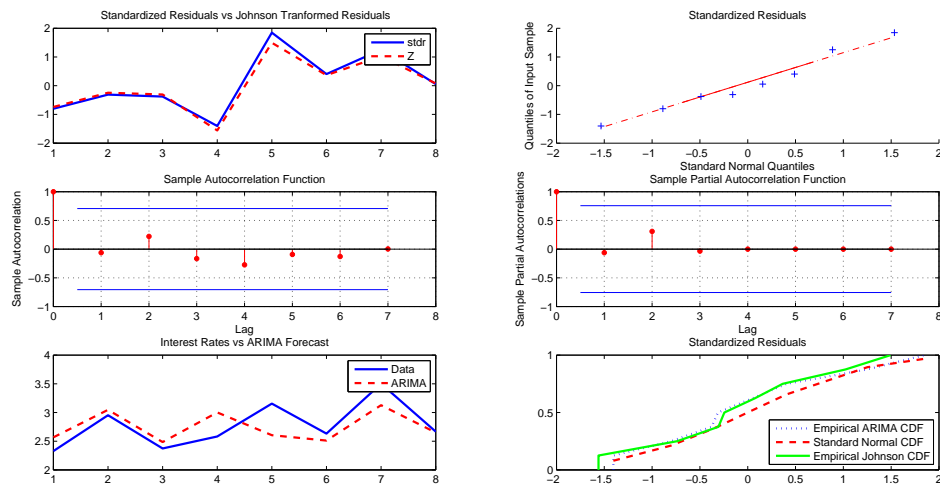 Standardized Residuals vs Johnson Tranformed Residuals
2
1
0
−1
−2
1 2 3 4 5 6 7 8
stdr
Z
Standardized Residuals
Quantiles of Input Sample
2
1
0
−1
−2
−2 −1.5 −1 −0.5 0 0.5 1 1.5 2
Standard Normal Quantiles
Sample Autocorrelation Function
Sample Autocorrelation
1
0.5
0
−0.5
−1
0 1 2 3 4 5 6 7 8
Lag
Sample Partial Autocorrelation Function
Sample Partial Autocorrelations
1
0.5
0
−0.5
−1
0 1 2 3 4 5 6 7 8
Lag
Interest Rates vs ARIMA Forecast
4
3.5
3
2.5
2
1 2 3 4 5 6 7 8
Data
ARIMA
Standardized Residuals
1
0.5
0
−2 −1.5 −1 −0.5 0 0.5 1 1.5 2
Empirical ARIMA CDF
Standard Normal CDF
Empirical Johnson CDF